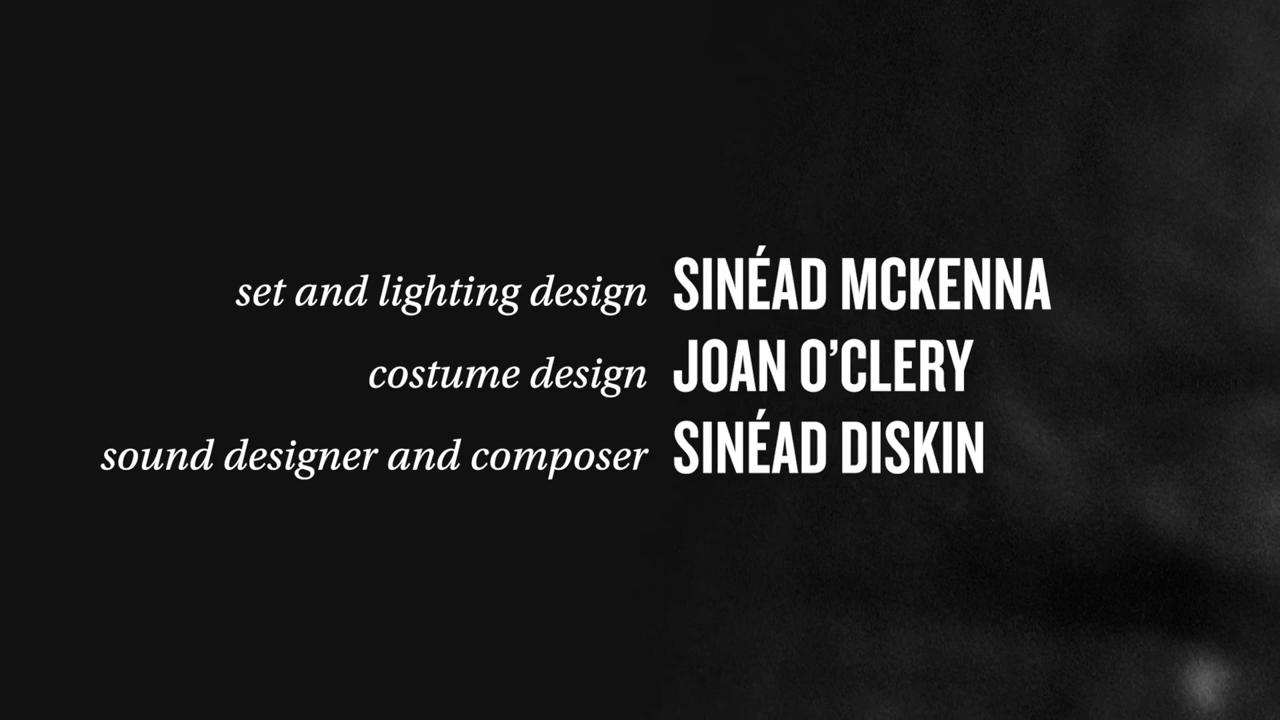 set and lighting design SINÉAD MCKENNA
costume design JOAN O’CLERY
sound designer and composer SINÉAD DISKIN